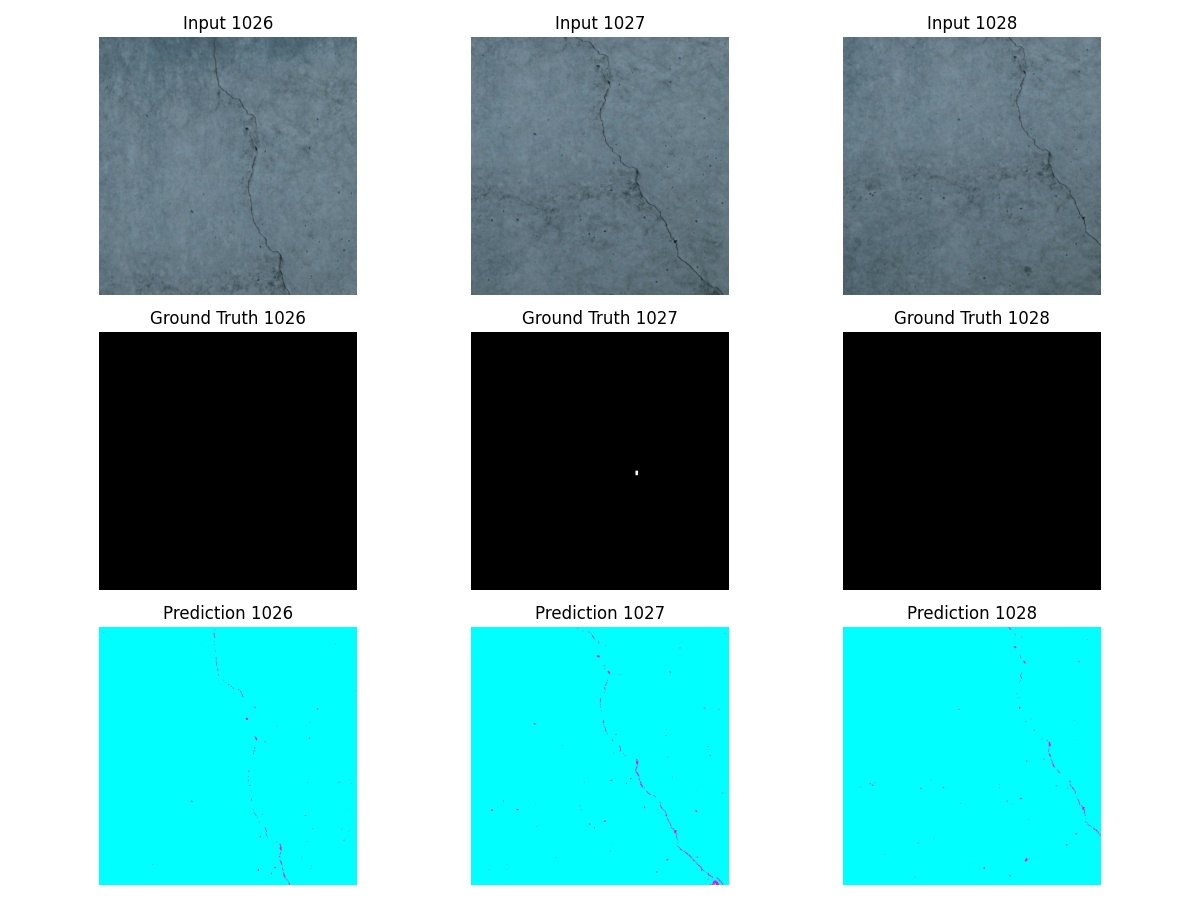 Input 1026
Input 1027
Input 1028
Ground Truth 1026
Ground Truth 1027
Ground Truth 1028
Prediction 1026
Prediction 1027
Prediction 1028